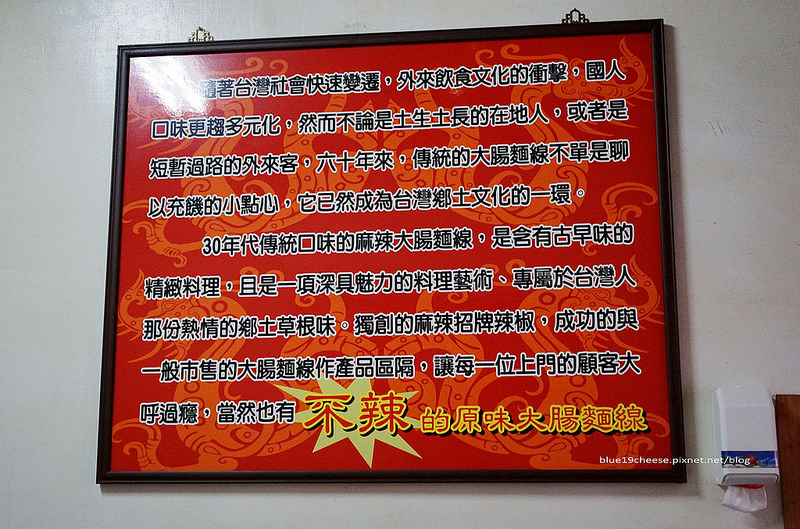 隨著台灣社會快速變遷，外來飲食文化的衝擊，國人
口味更趨多元化，然而不論是土生土長的在地人，或者是
短暫過路的外來客，六十年來，傳統的大腸麵線不單是聊
以充饑的小點心，它已然成為台灣鄉土文化的一環。
30年代傳統口味的麻辣大腸麵線，是含有古早味的
精緻料理，且是一項深具魅力的料理藝術、專屬於台灣人
那份熱情的鄉土草根味。獨創的麻辣招牌辣椒，成功的與
一般市售的大腸麵線作產品區隔，讓每一位上門的顧客大
呼過癮，當然也有 不辣 的原味大腸麵線
blue19cheese.pixnet.net/blog